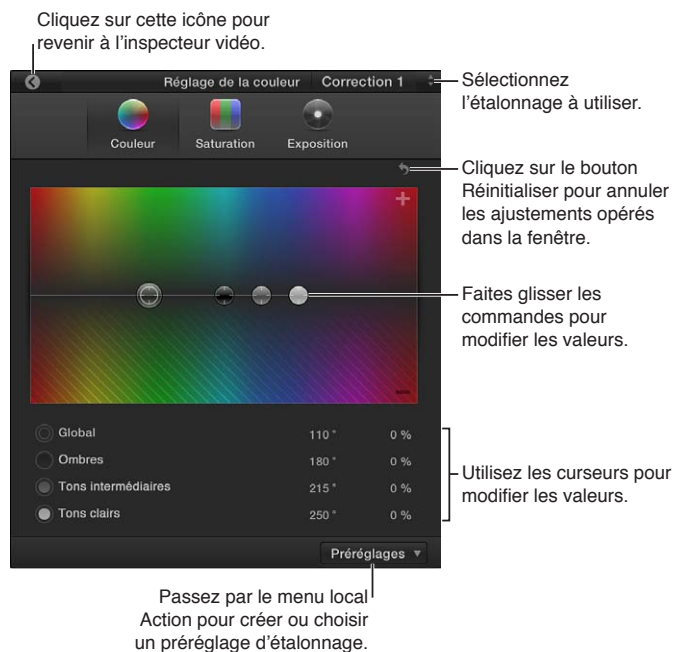 Cliquez sur cette icône pour
revenir à l'inspecteur vidéo.
Réglage de la couleur Correction 1
Sélectionnez
l'étalonnage à utiliser.
Couleur Saturation Exposition
Cliquez sur le bouton
Réinitialiser pour annuler
les ajustements opérés
dans la fenêtre.
Faites glisser les
commandes pour
modifier les valeurs.
Global 110 ° 0 %
Ombres 180 ° 0 %
Tons intermédiaires 215 ° 0 %
Tons clairs 250 ° 0 %
Utilisez les curseurs pour
modifier les valeurs.
Préréglages
Passez par le menu local
Action pour créer ou choisir
un préréglage d'étalonnage.